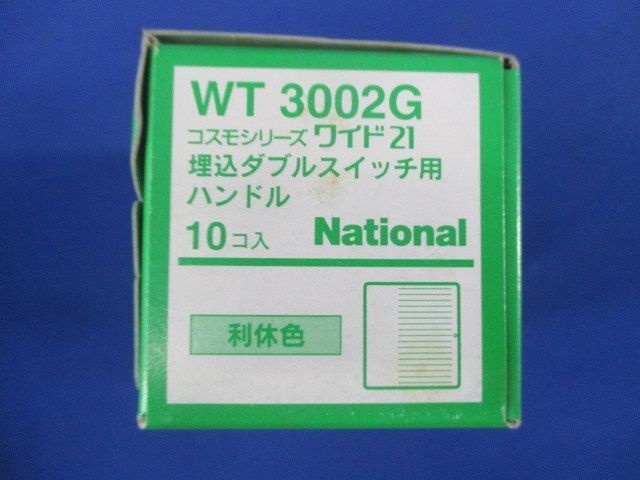 WT 3002G
コスモシリーズ ワイド21
埋込ダブルスイッチ用
ハンドル
10コ入 National
利休色